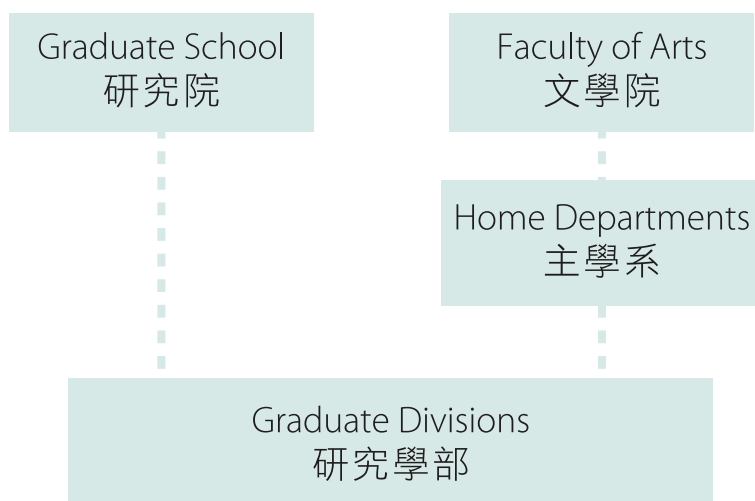 Graduate School
研究院
Faculty of Arts
文學院
Home Departments
主學系
Graduate Divisions
研究學部